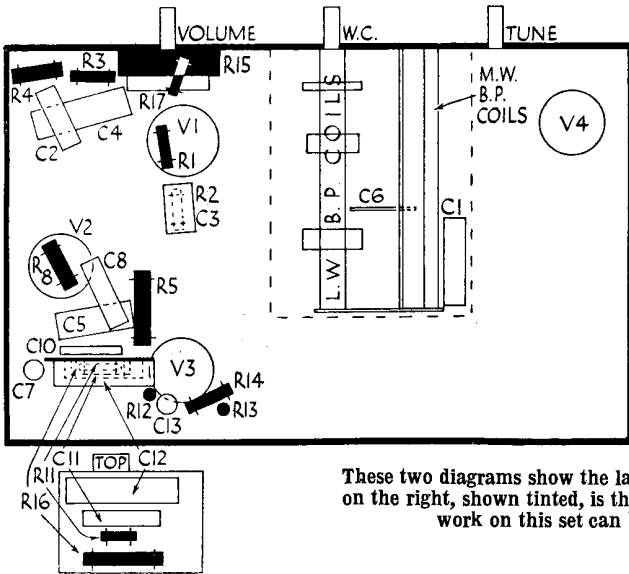 VOLUME W.C. TUNE
R3 R15 M.W.
R4 B.P.
R17 COILS
C4 V1 V4
C2 R1
R2 C6 C1
C3
L.W B.P. COILS
V2
R8 C8 R5
C5
C10
V3
C7 R14
R12 C13 R13
C11 TOP C12
R11
R16
These two diagrams show the la
on the right, shown tinted, is th
work on this set can